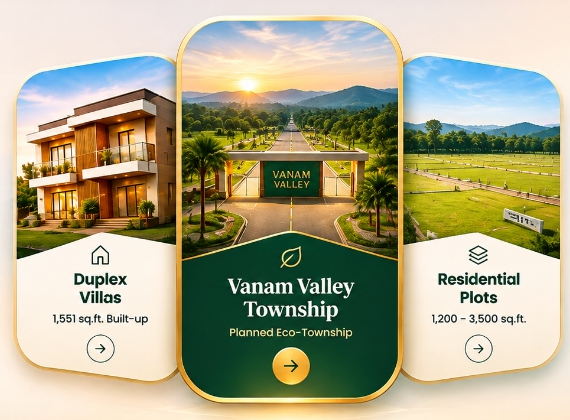 Duplex
Villas
1,551 sq.ft. Built-up
VANAM
VALLEY
Vanam Valley
Township
Planned Eco-Township
Residential
Plots
1,200 – 3,500 sq.ft.